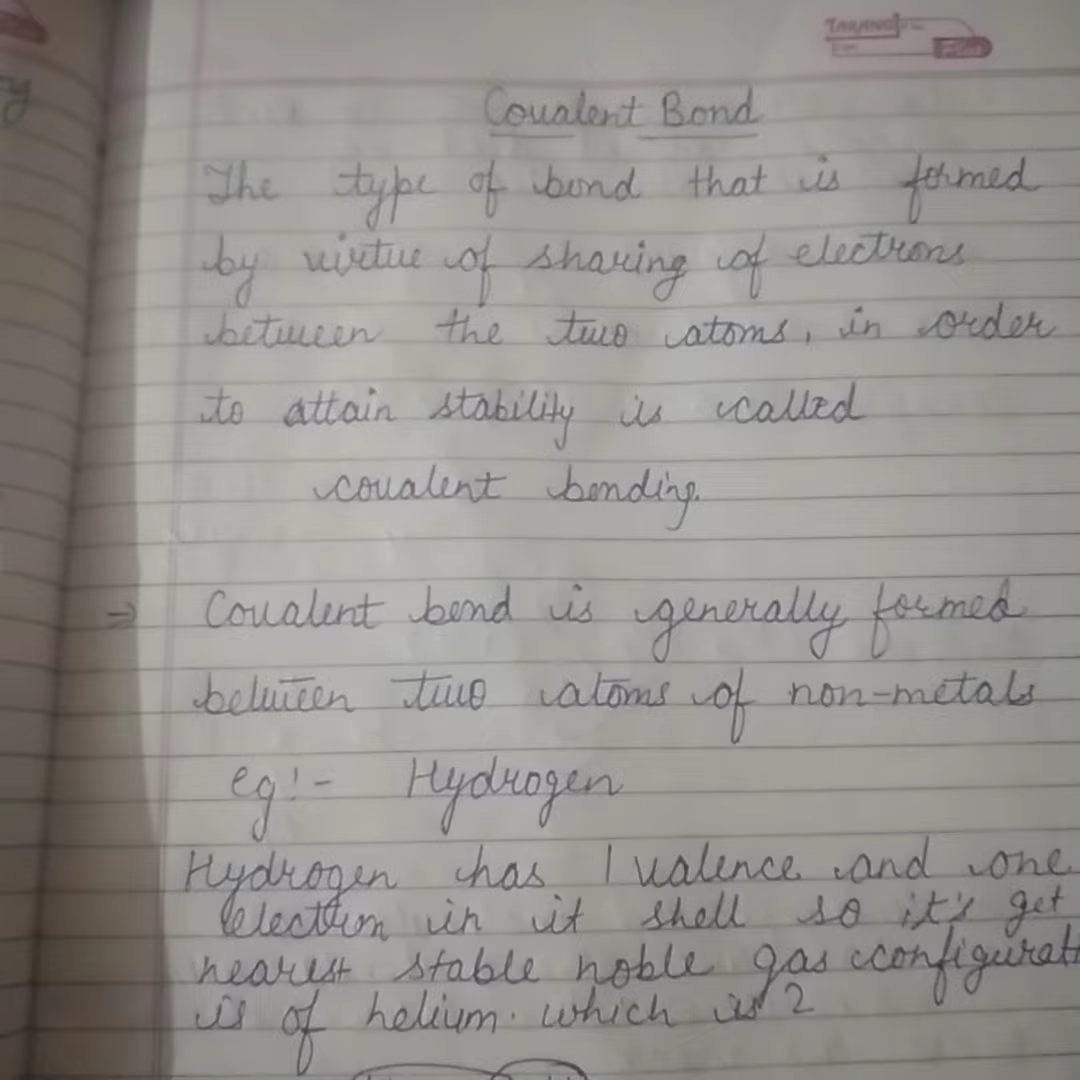 y
Covalent Bond
The type of bond that is formed
by virtue of sharing of electrons
between the two atoms, in order
to attain stability is called
covalent bonding.
⇒ Covalent bond is generally formed
between two atoms of non-metals
eg:- Hydrogen
Hydrogen has 1 valence and one
electron in it shell so it's get
nearest stable noble gas configurat
is of helium. which is 2